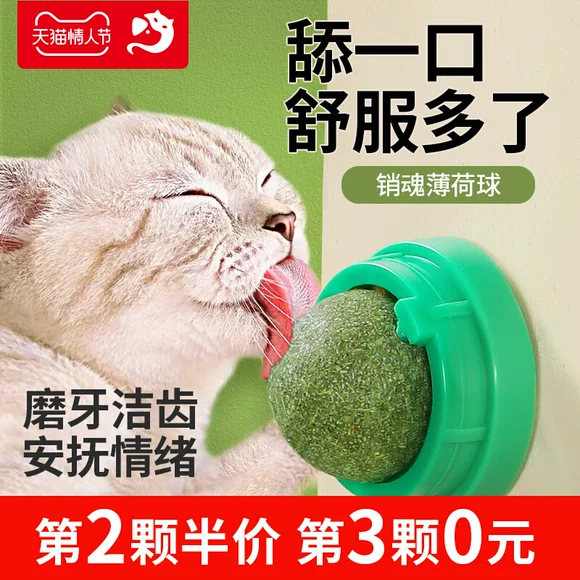 天猫情人节
舔一口
舒服多了
销魂薄荷球
磨牙洁齿
安抚情绪
第2颗半价 第3颗0元